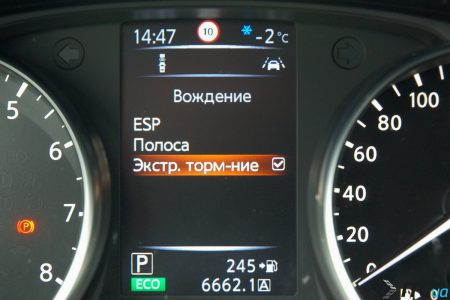 14:47 10 -2°C
Вождение
ESP
Полоса
Экстр. торм-ние
P 245
ECO 6662.1 A
5
6
7
8
P
100
80
60
40
20
0